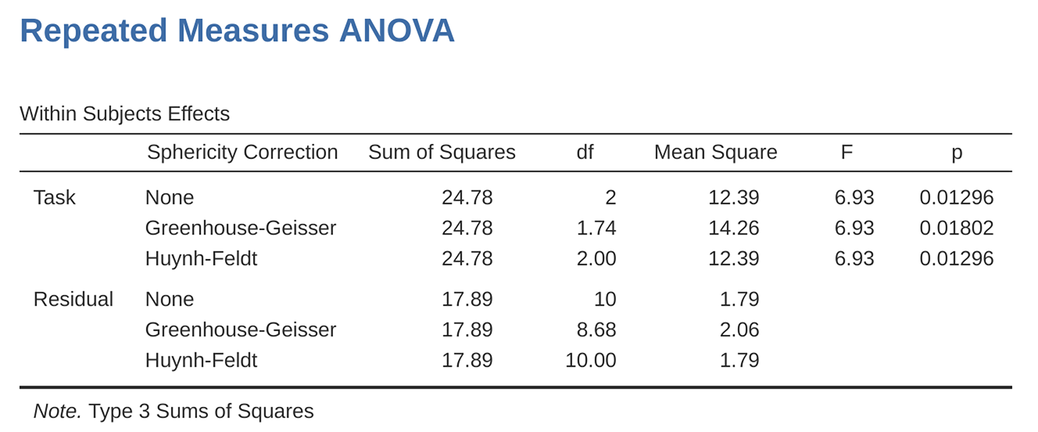 Repeated Measures ANOVA
Within Subjects Effects
Sphericity Correction Sum of Squares df Mean Square F p
Task None 24.78 2 12.39 6.93 0.01296
Greenhouse-Geisser 24.78 1.74 14.26 6.93 0.01802
Huynh-Feldt 24.78 2.00 12.39 6.93 0.01296
Residual None 17.89 10 1.79
Greenhouse-Geisser 17.89 8.68 2.06
Huynh-Feldt 17.89 10.00 1.79
Note. Type 3 Sums of Squares